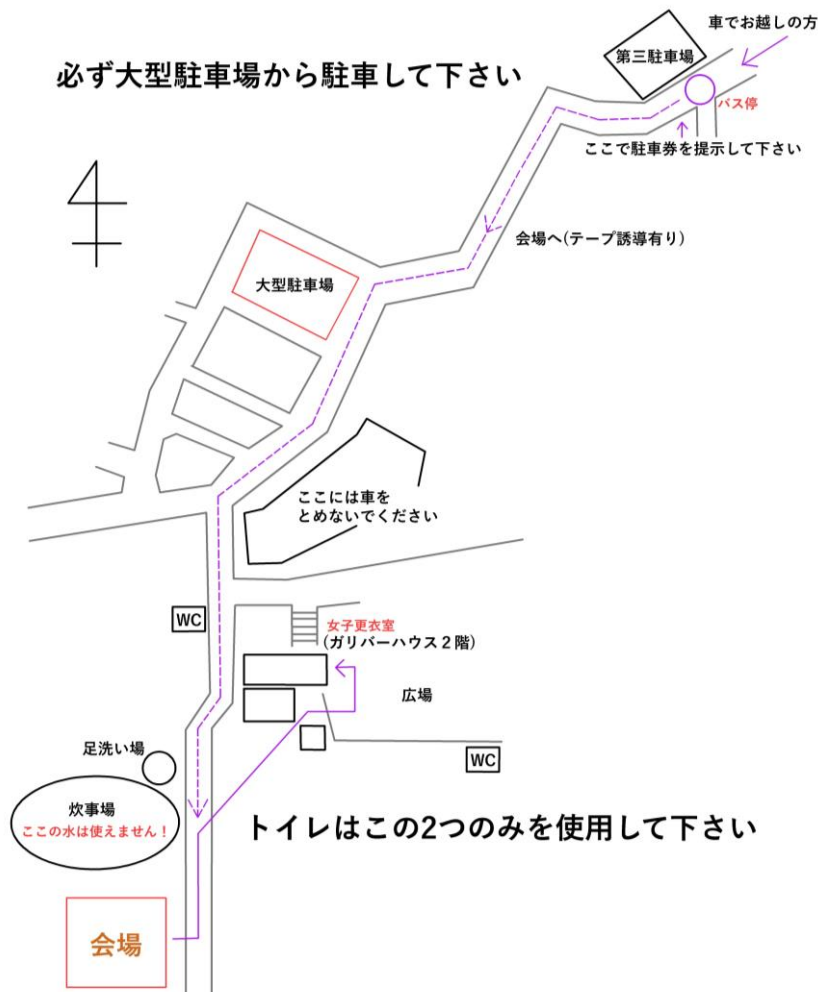 車でお越しの方
第三駐車場
必ず大型駐車場から駐車して下さい
バス停
ここで駐車券を提示して下さい
会場へ(テープ誘導有り)
大型駐車場
ここには車を
とめないでください
WC
女子更衣室
(ガリバーハウス２階)
広場
足洗い場
WC
炊事場
ここの水は使えません！
トイレはこの2つのみを使用して下さい
会場